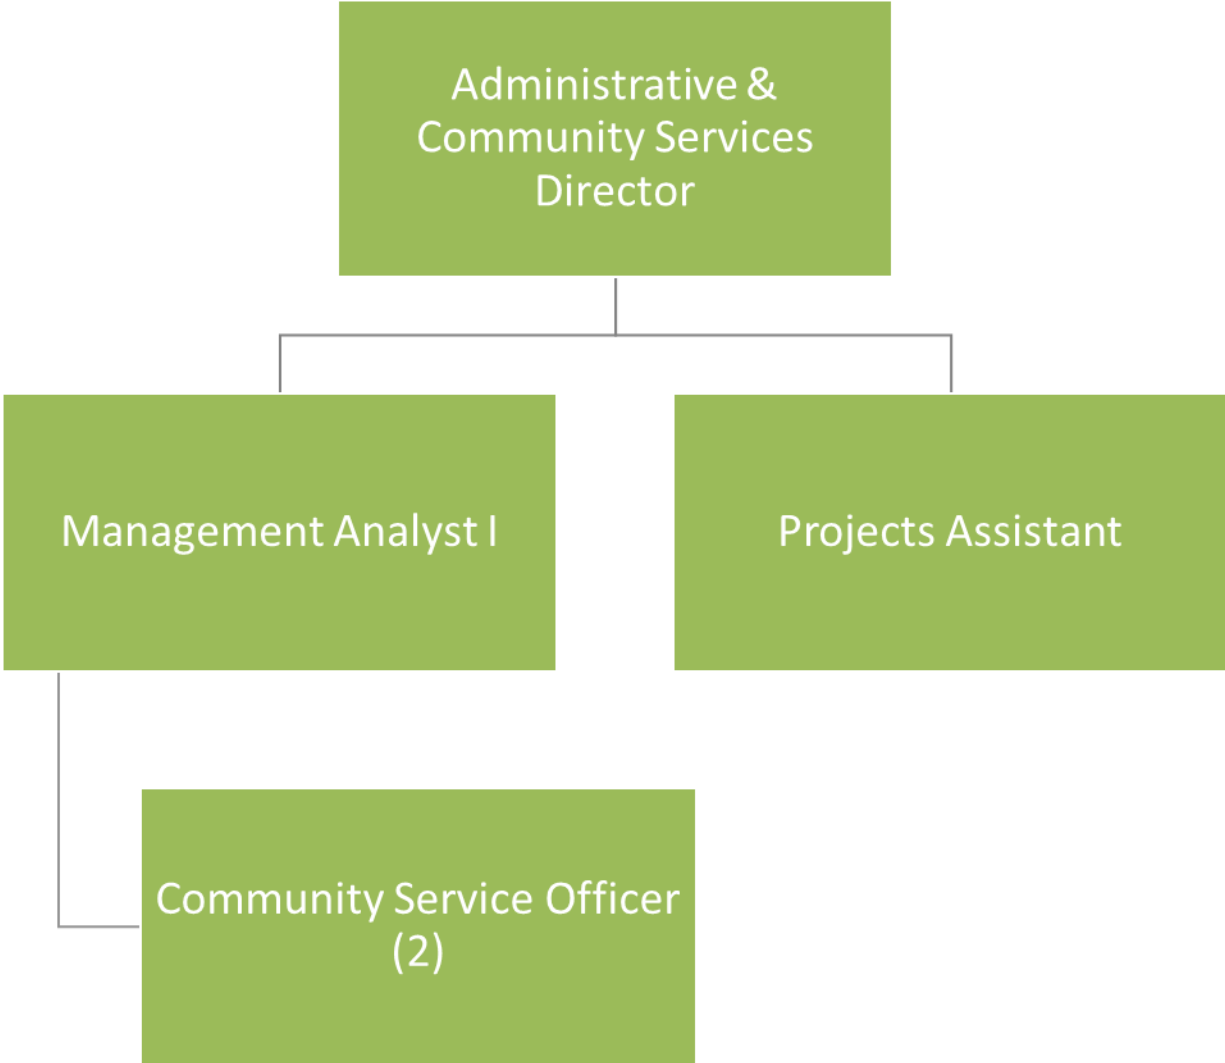 Administrative &
Community Services
Director
Management Analyst I
Projects Assistant
Community Service Officer
(2)